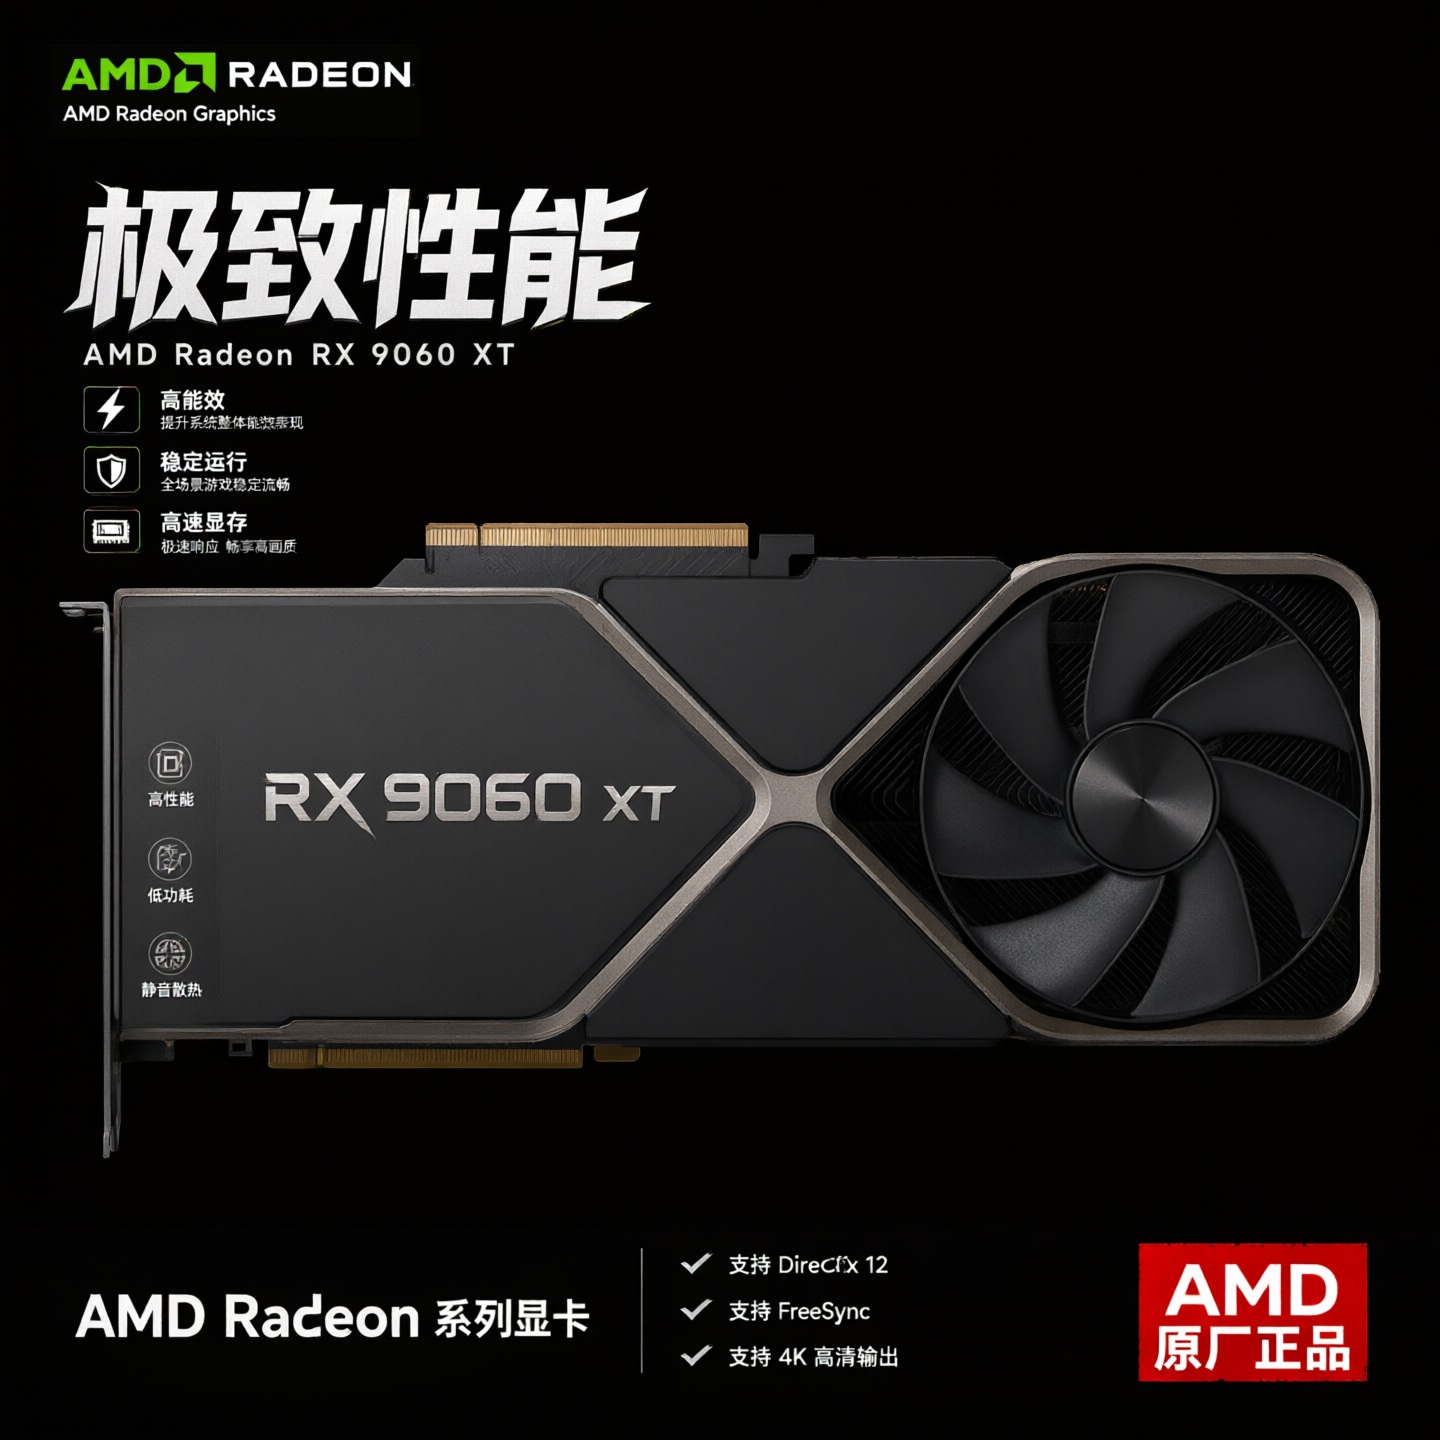 AMD RADEON
AMD Radeon Graphics
极致性能
AMD Radeon RX 9060 XT
高能效
提升系统整体能效表现
稳定运行
全场景游戏稳定流畅
高速显存
极速响应 畅享高画质
高性能
RX 9060 XT
低功耗
静音散热
AMD Radeon 系列显卡
支持 12
支持 FreeSync
支持 4K 高清输出
AMD
原厂正品